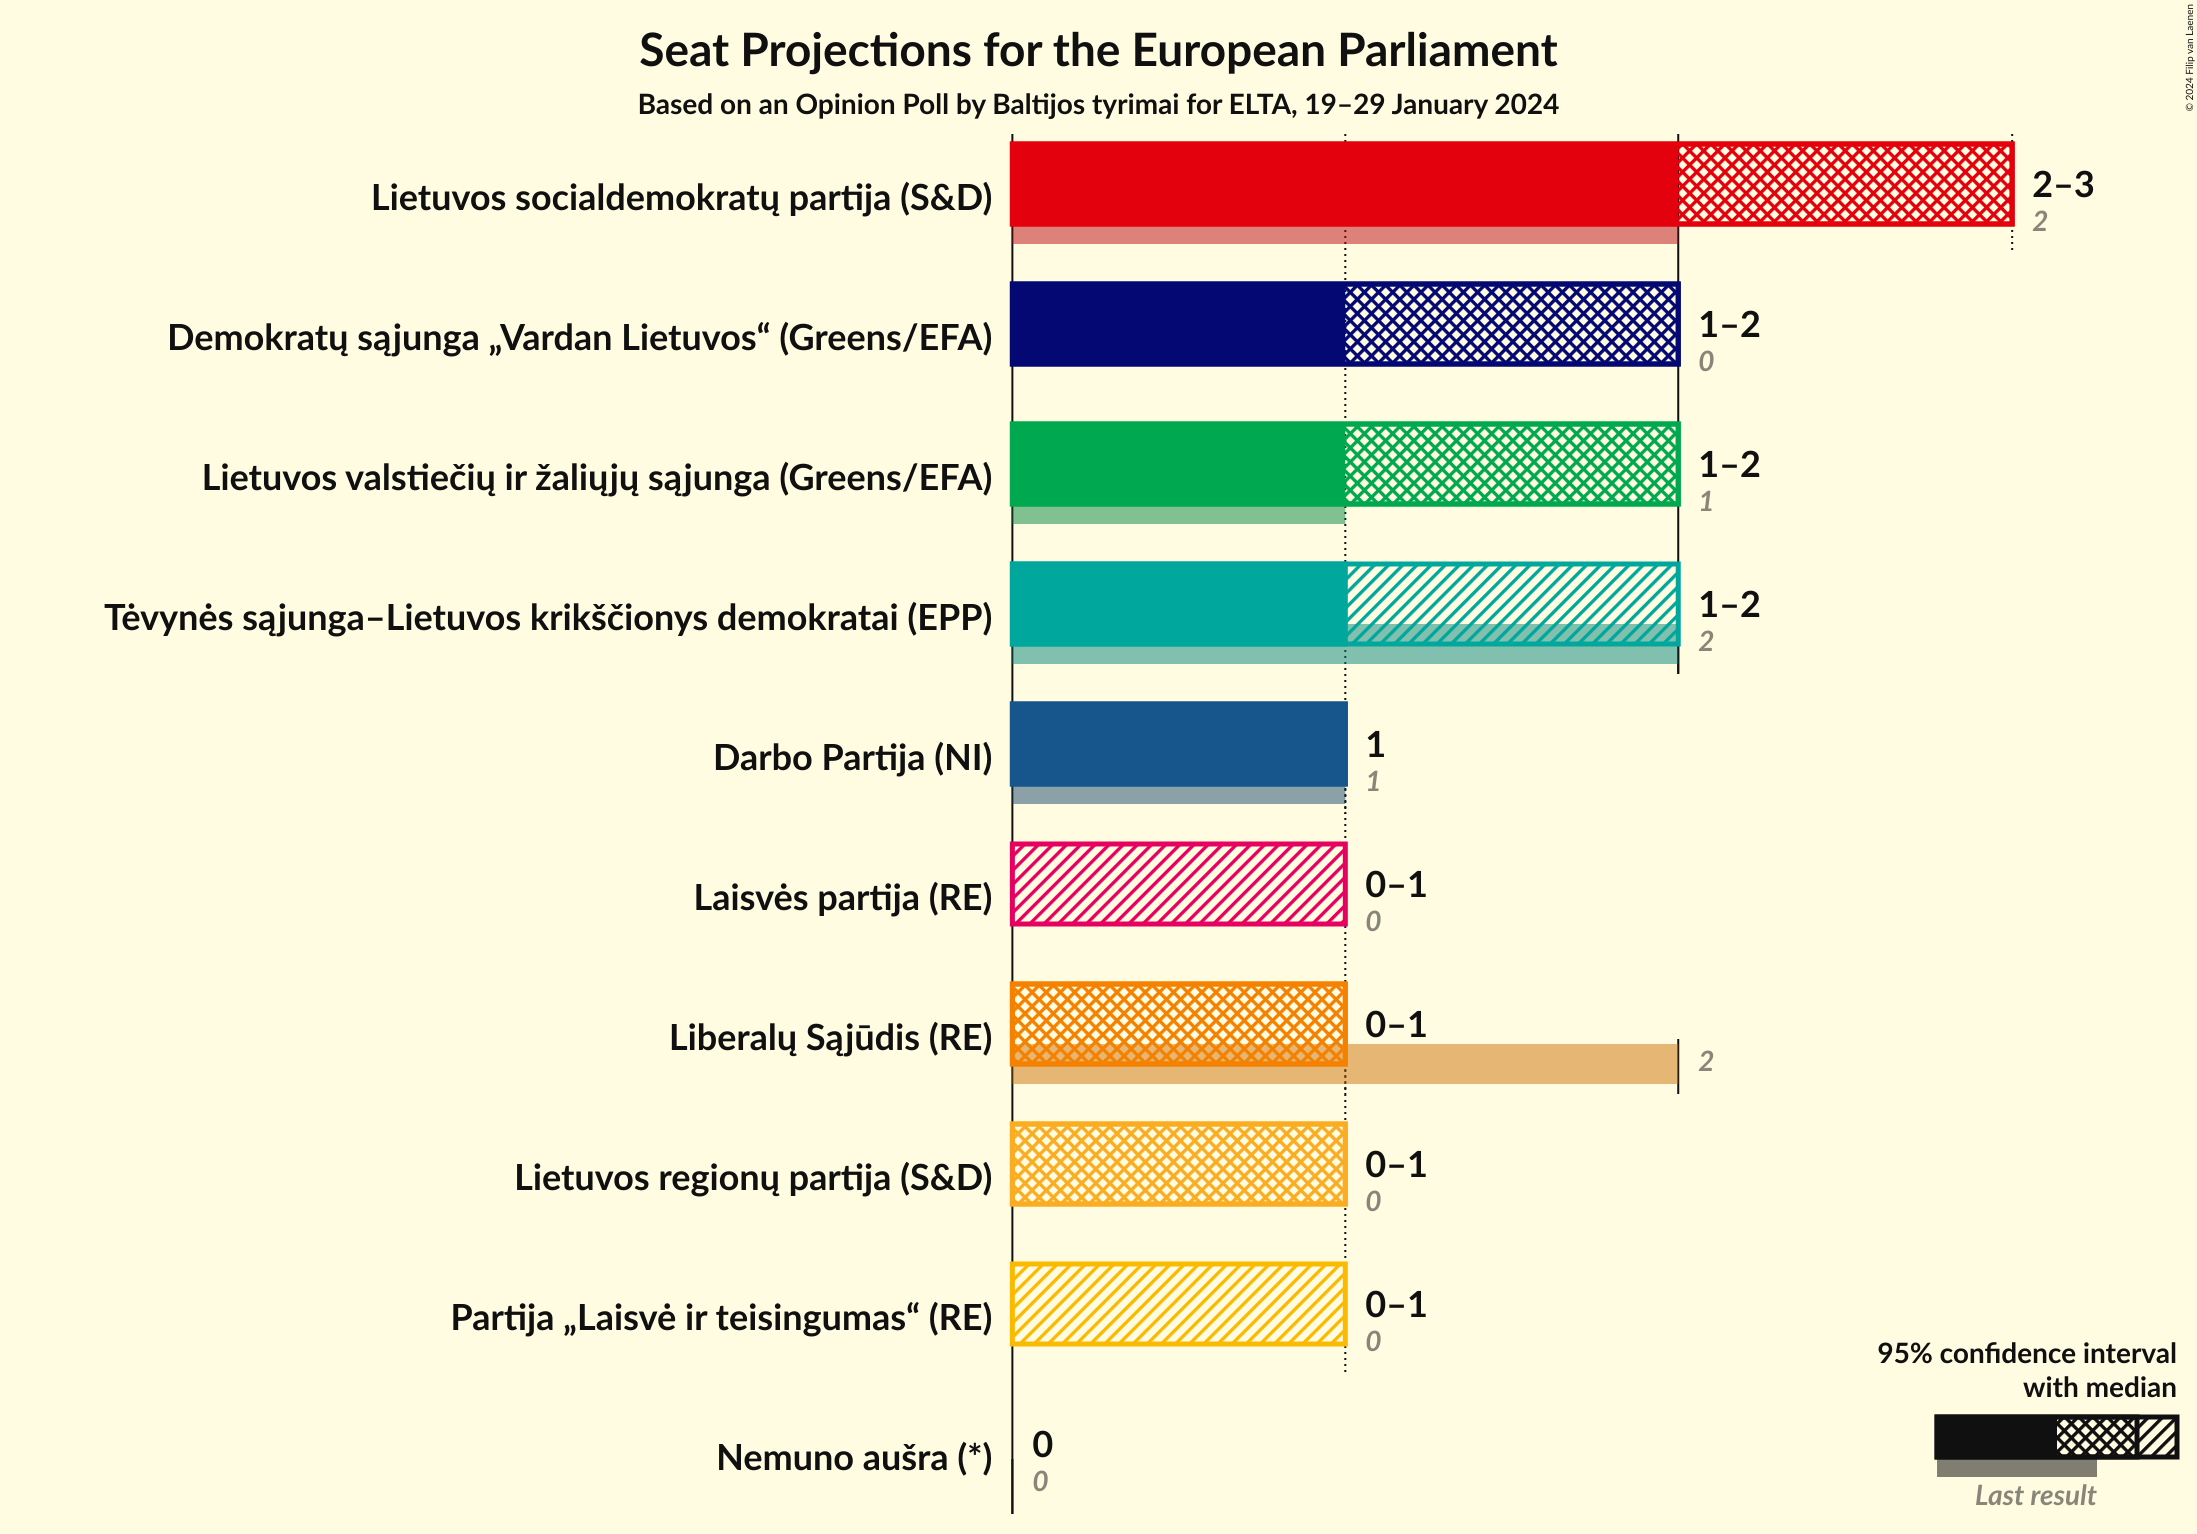 Seat Projections for the European Parliament
Based on an Opinion Poll by Baltijos tyrimai for ELTA, 19–29 January 2024
© 2024 Filip van Laenen
Lietuvos socialdemokratų partija (S&D)
2–3
2
Demokratų sąjunga „Vardan Lietuvos“ (Greens/EFA)
1–2
0
Lietuvos valstiečių ir žaliųjų sąjunga (Greens/EFA)
1–2
1
Tėvynės sąjunga–Lietuvos krikščionys demokratai (EPP)
1–2
2
Darbo Partija (NI)
1
1
Laisvės partija (RE)
0–1
0
Liberalų Sąjūdis (RE)
0–1
2
Lietuvos regionų partija (S&D)
0–1
0
Partija „Laisvė ir teisingumas“ (RE)
0–1
0
Nemuno aušra (*)
0
0
95% confidence interval
with median
Last result